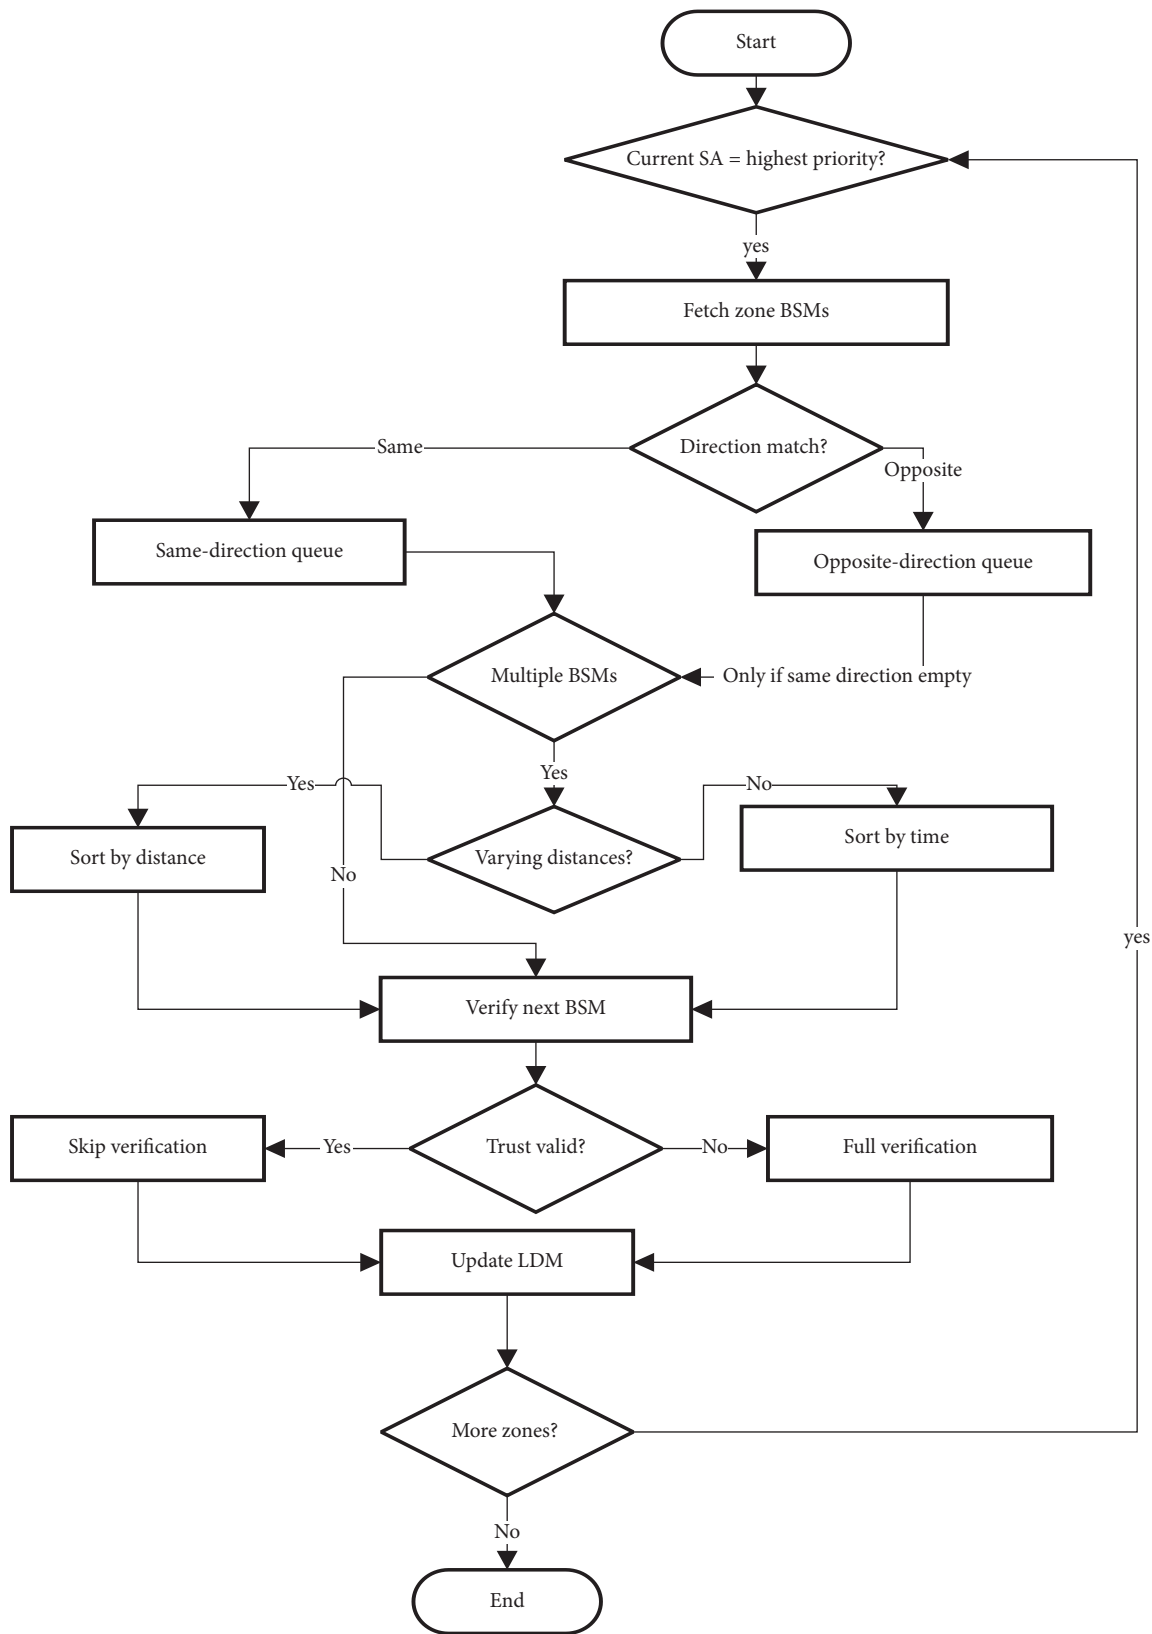 Start
Current SA = highest priority?
yes
Fetch zone BSMs
Direction match?
Same
Opposite
Same-direction queue
Opposite-direction queue
Multiple BSMs
Only if same direction empty
Yes
Yes
No
Sort by distance
Varying distances?
Sort by time
No
yes
Verify next BSM
Skip verification
Yes
Trust valid?
No
Full verification
Update LDM
More zones?
No
End